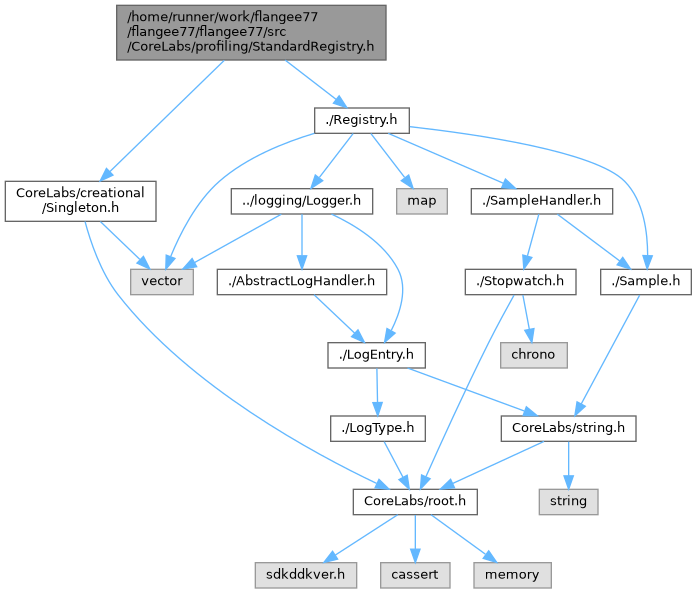 /home/runner/work/flangee77
/flangee77/flangee77/src
/CoreLabs/profiling/StandardRegistry.h
./Registry.h
CoreLabs/creational
/Singleton.h
../logging/Logger.h
map
./SampleHandler.h
vector
./AbstractLogHandler.h
./Stopwatch.h
./Sample.h
./LogEntry.h
chrono
./LogType.h
CoreLabs/string.h
CoreLabs/root.h
string
sdkddkver.h
cassert
memory